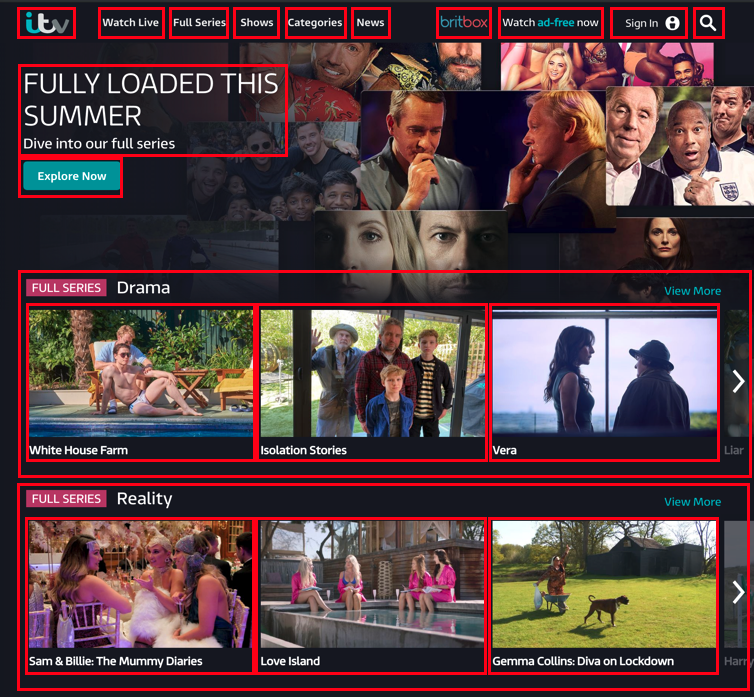 itv
Watch Live
Full Series
Shows
Categories
News
britbox
Watch ad-free now
Sign In
FULLY LOADED THIS
SUMMER
Dive into our full series
Explore Now
FULL SERIES Drama
View More
White House Farm
Isolation Stories
Vera
Liar
FULL SERIES Reality
View More
Sam & Billie: The Mummy Diaries
Love Island
Gemma Collins: Diva on Lockdown
Harry